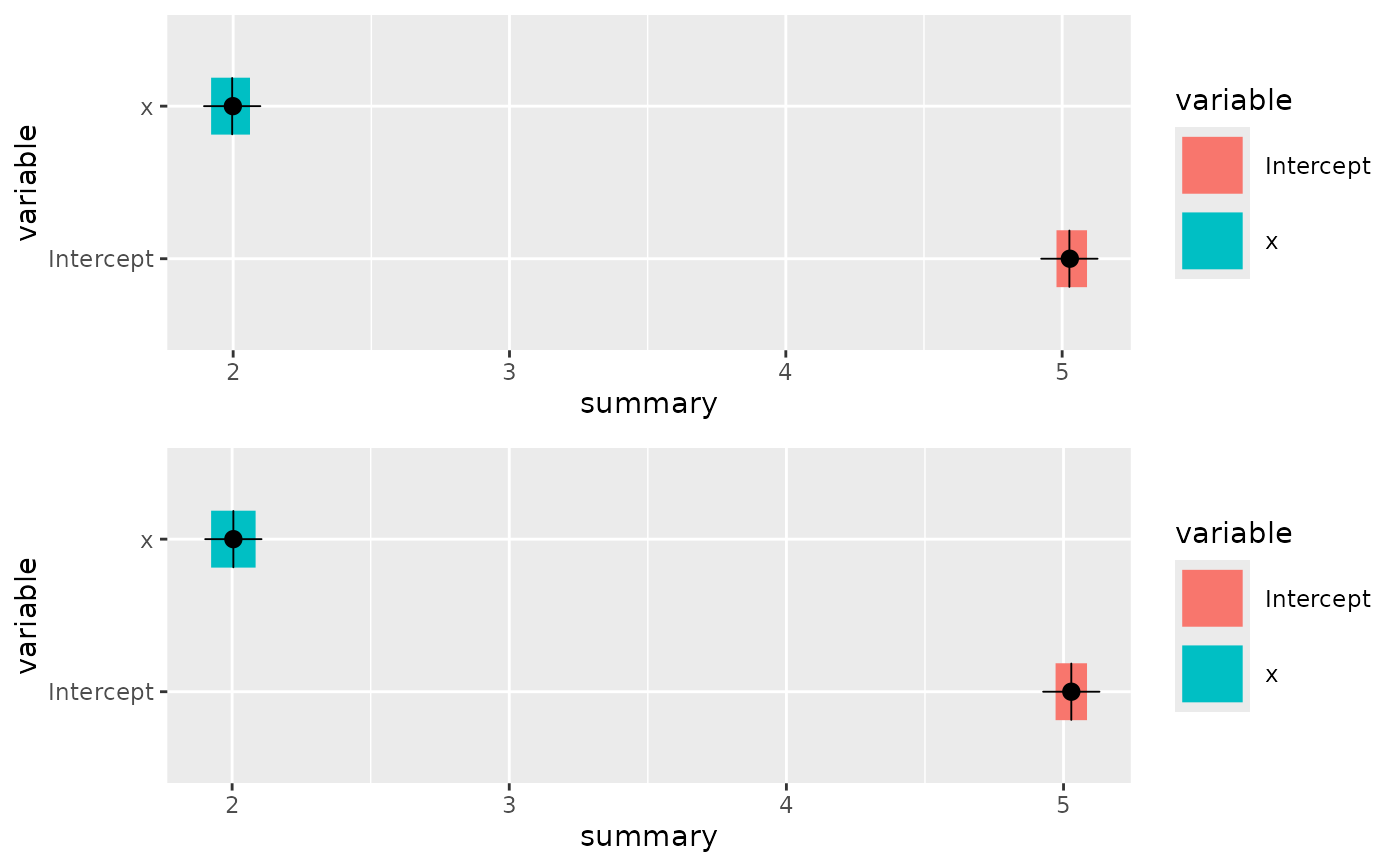 variable
x
Intercept
2 3 4 5
summary
variable
Intercept
x
variable
x
Intercept
2 3 4 5
summary
variable
Intercept
x